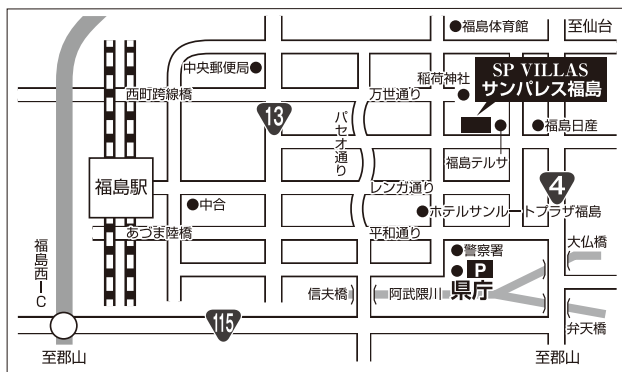 福島体育館
至仙台
中央郵便局
稲荷神社
SP VILLAS
サンパレス福島
西町跨線橋
万世通り
13
パセオ通り
福島日産
福島テルサ
福島駅
レンガ通り
4
中合
ホテルサンルートプラザ福島
あづま陸橋
平和通り
福島西IC
警察署
大仏橋
P
県庁
信夫橋
阿武隈川
115
弁天橋
至郡山
至郡山